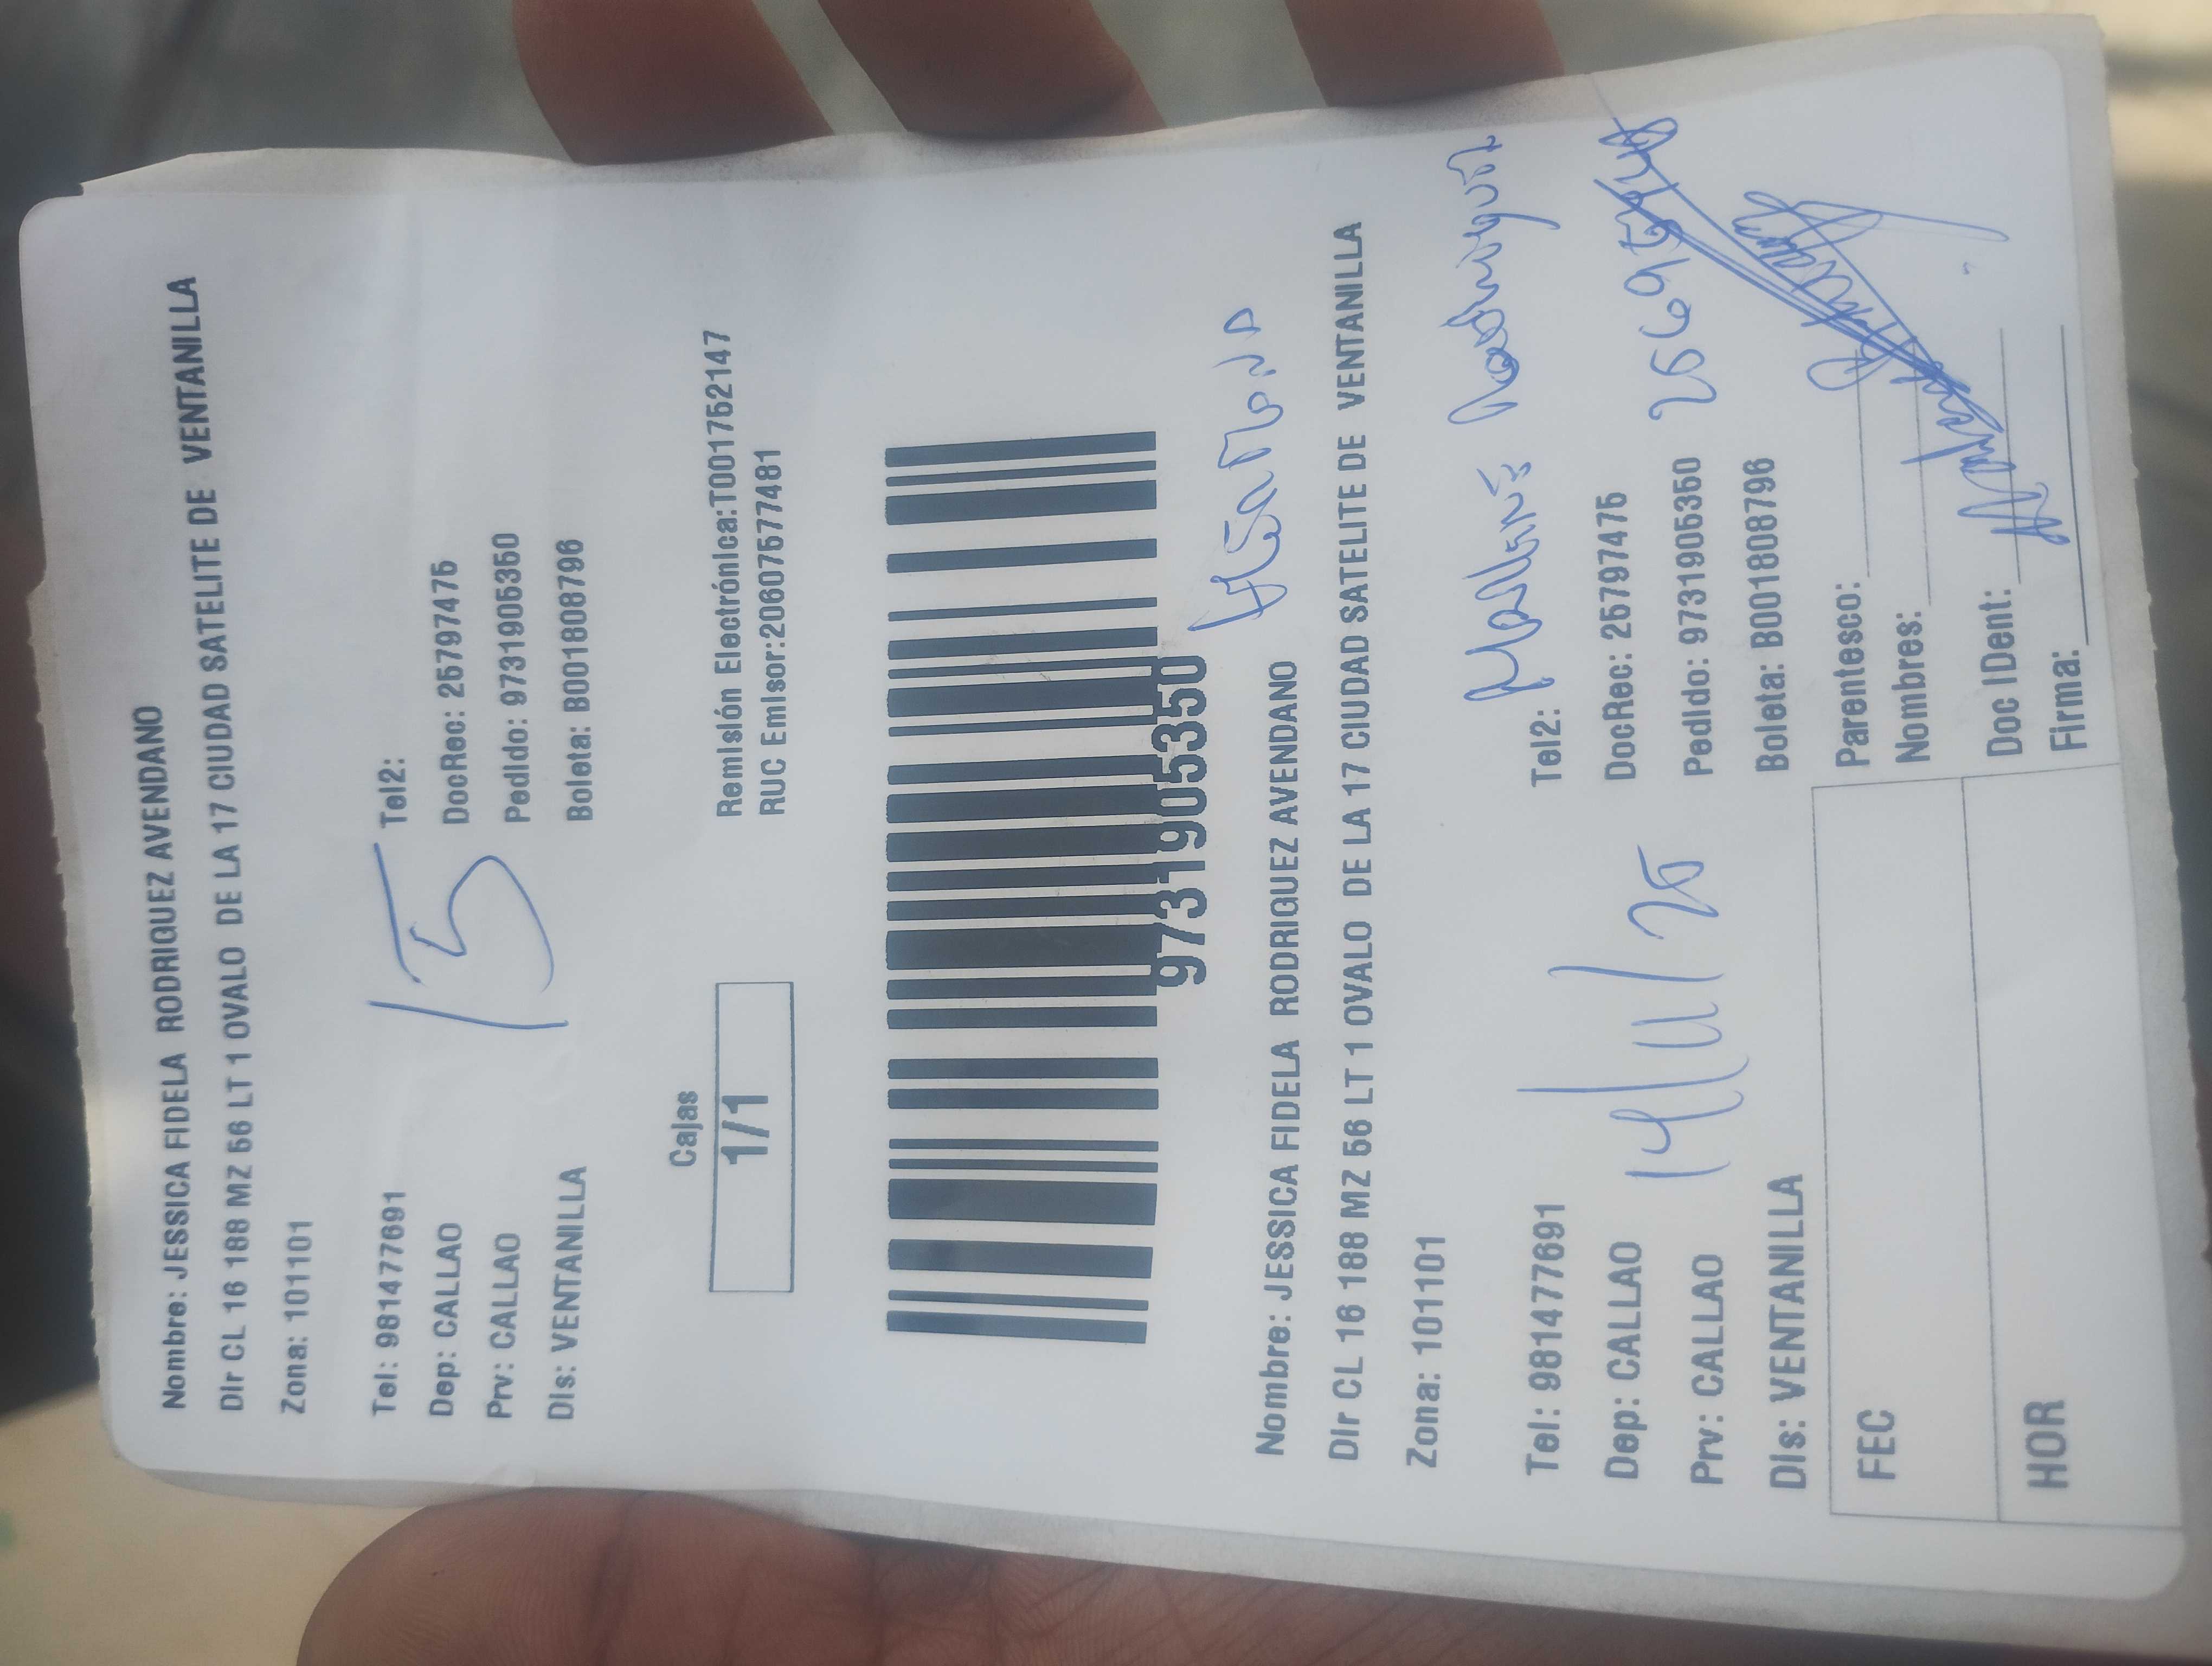 Nombre: JESSICA FIDELA RODRIGUEZ AVENDANO
Dir CL 16 188 MZ 56 LT 1 OVALO DE LA 17 CIUDAD SATELITE DE VENTANILLA
Zona: 101101
15
Tel: 981477691 Tel2:
Dep: CALLAO DocRec: 25797475
Prv: CALLAO Pedido: 9731905350
Dis: VENTANILLA Boleta: B001808796
Cajas
1/1
Remisión Electrónica:T001752147
RUC Emisor:20607577481
9731905350
Nombre: JESSICA FIDELA RODRIGUEZ AVENDANO
Dir CL 16 188 MZ 56 LT 1 OVALO DE LA 17 CIUDAD SATELITE DE VENTANILLA
Zona: 101101
Tel: 981477691 Tel2:
Dep: CALLAO DocRec: 25797475
14/11/25
Prv: CALLAO Pedido: 9731905350
Dis: VENTANILLA Boleta: B001808796
FEC
HOR
Parentesco:
Nombres:
Doc IDent:
Firma: